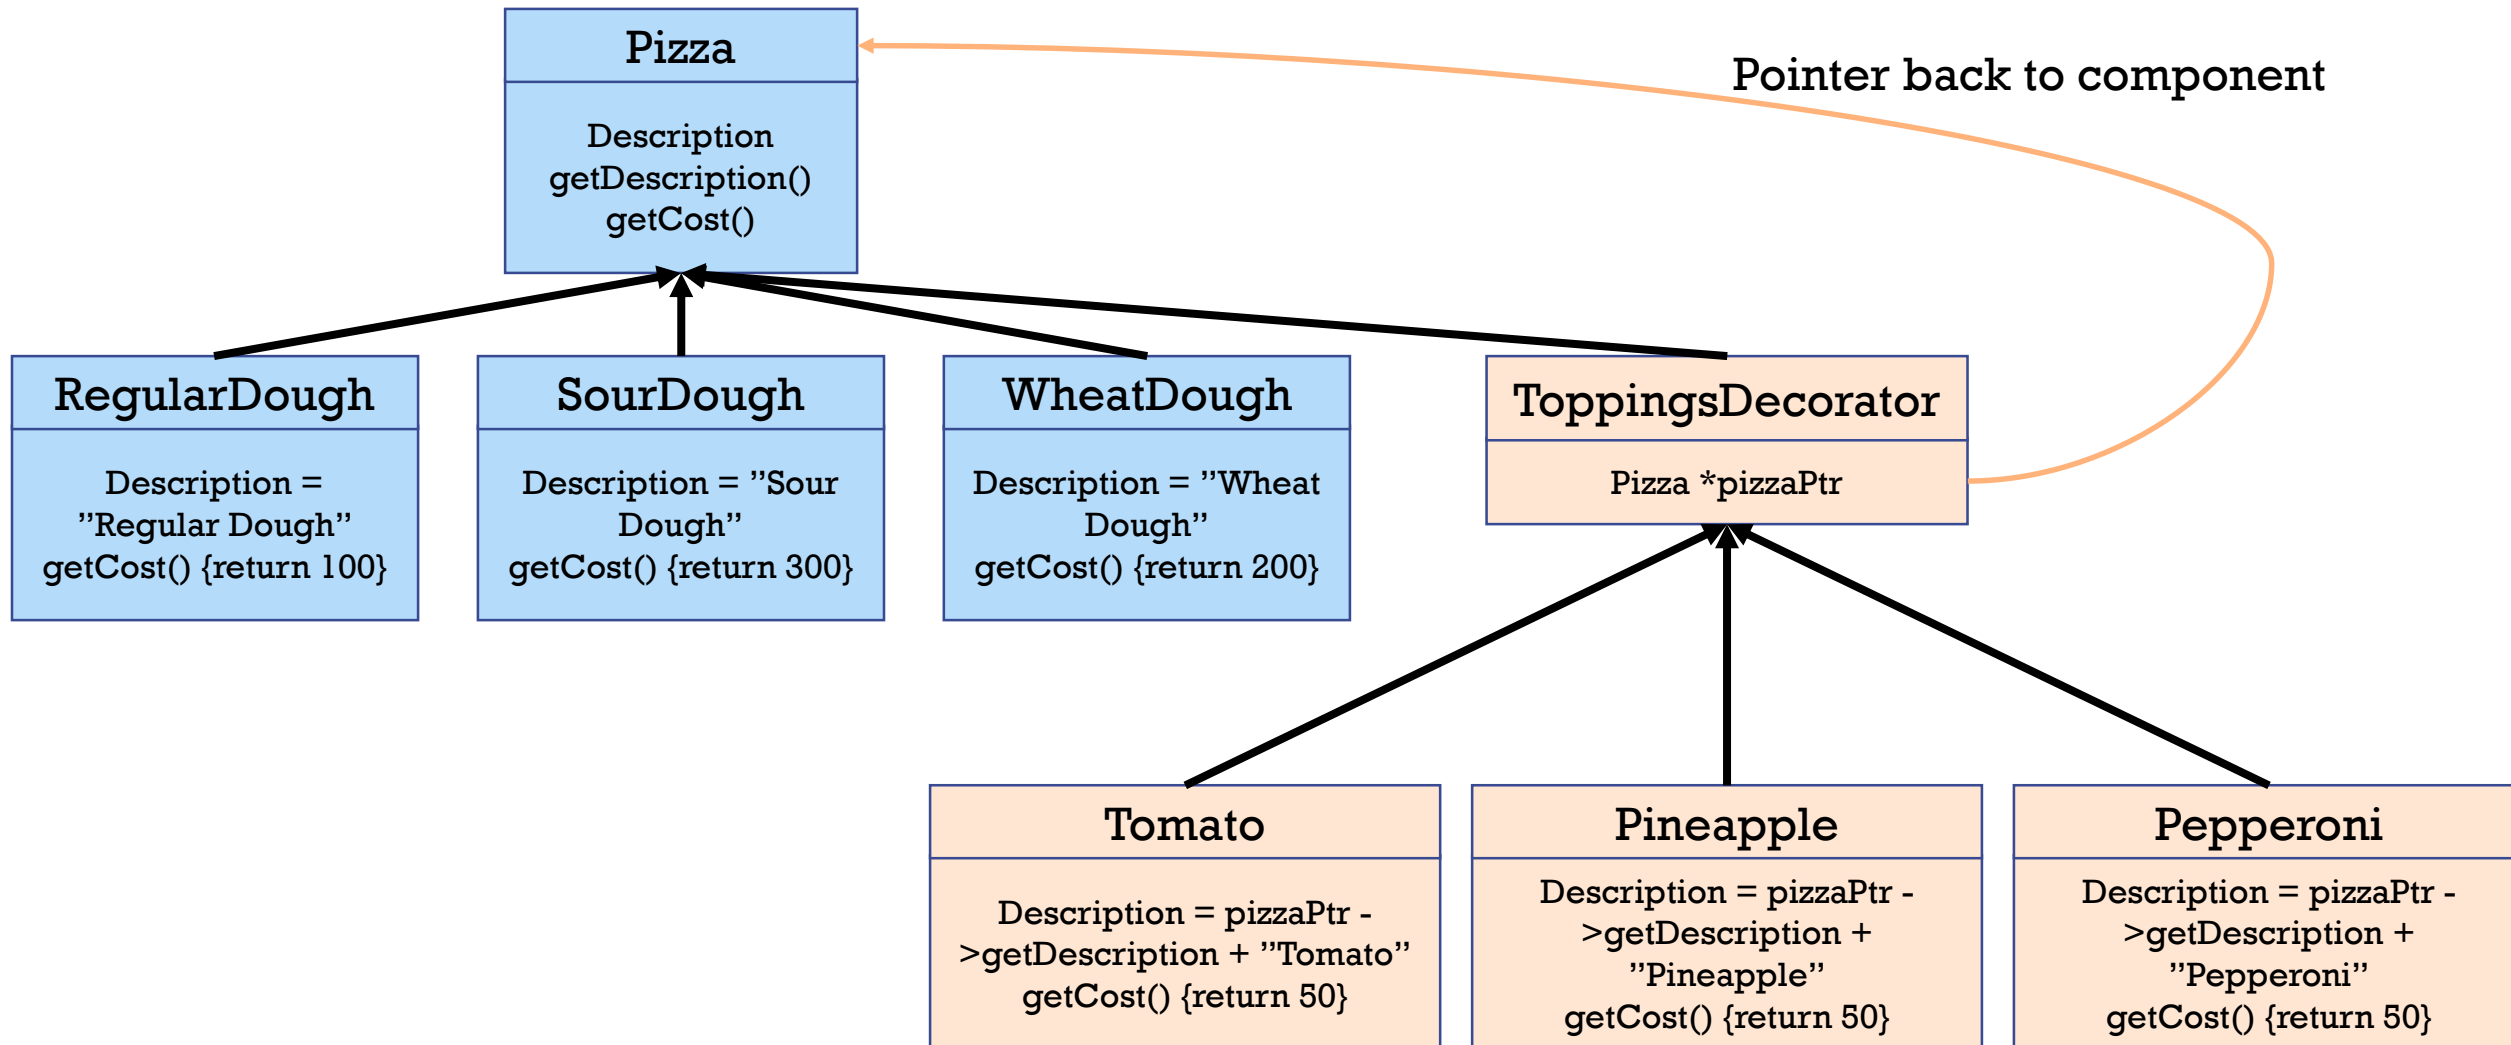 Pizza
Pointer back to component
Description
getDescription()
getCost()
RegularDough
SourDough
WheatDough
ToppingsDecorator
Description =
”Regular Dough”
getCost() {return 100}
Description = ”Sour
Dough”
getCost() {return 300}
Description = ”Wheat
Dough”
getCost() {return 200}
Pizza *pizzaPtr
Tomato
Pineapple
Pepperoni
Description = pizzaPtr -
>getDescription + ”Tomato”
getCost() {return 50}
Description = pizzaPtr -
>getDescription +
”Pineapple”
getCost() {return 50}
Description = pizzaPtr -
>getDescription +
”Pepperoni”
getCost() {return 50}